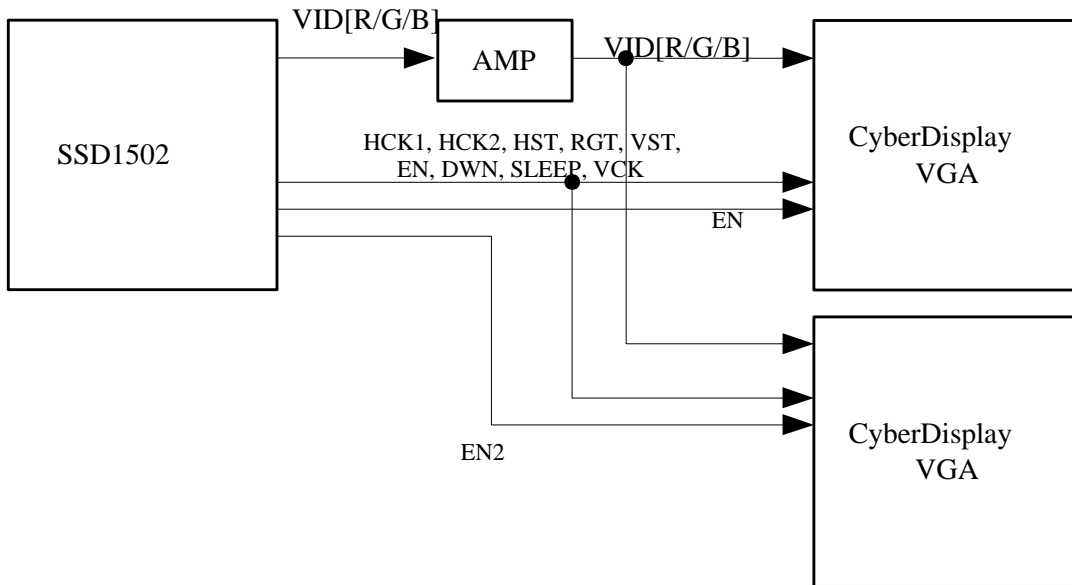 VID[R/G/B]
AMP
VID[R/G/B]
SSD1502
HCK1, HCK2, HST, RGT, VST,
EN, DWN, SLEEP, VCK
CyberDisplay
VGA
EN
EN2
CyberDisplay
VGA